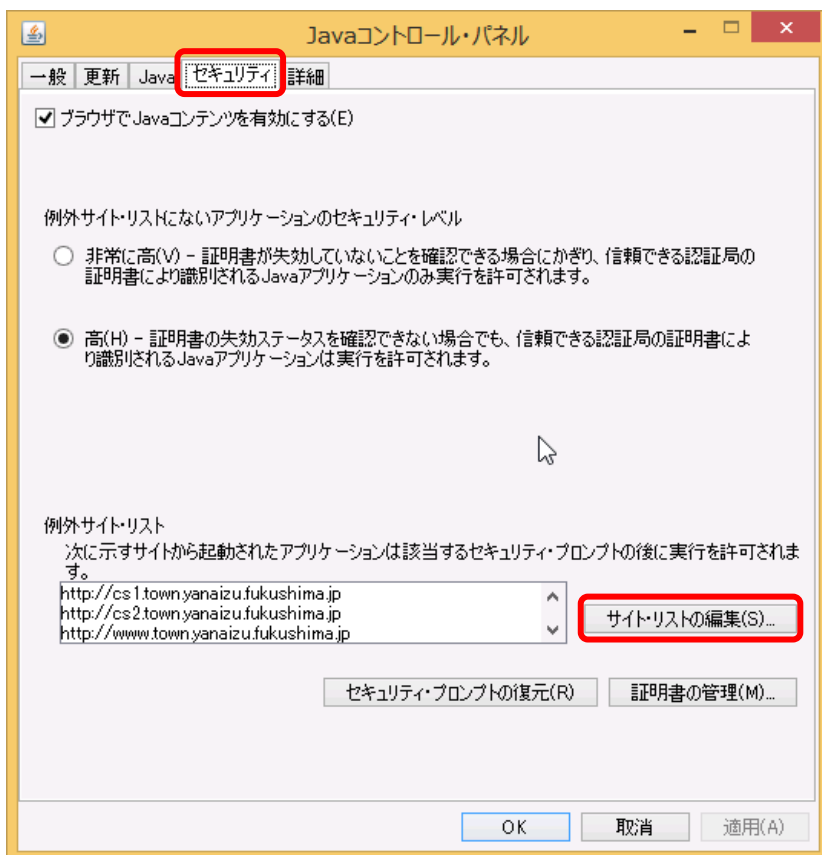 Javaコントロール・パネル
一般 更新 Java セキュリティ 詳細
ブラウザでJavaコンテンツを有効にする(E)
例外サイト・リストにないアプリケーションのセキュリティ・レベル
非常に高(V) - 証明書が失効していないことを確認できる場合にかぎり、信頼できる認証局の
証明書により識別されるJavaアプリケーションのみ実行を許可されます。
高(H) - 証明書の失効ステータスを確認できない場合でも、信頼できる認証局の証明書によ
り識別されるJavaアプリケーションは実行を許可されます。
例外サイト・リスト
次に示すサイトから起動されたアプリケーションは該当するセキュリティ・プロンプトの後に実行を許可されま
す。
http://cs1.town.yanaizu.fukushima.jp
http://cs2.town.yanaizu.fukushima.jp
http://www.town.yanaizu.fukushima.jp
サイト・リストの編集(S)...
セキュリティ・プロンプトの復元(R) 証明書の管理(M)...
OK 取消 適用(A)